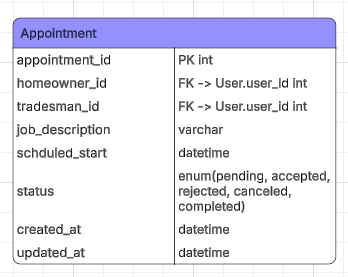 Appointment
appointment_id PK int
homeowner_id FK -> User.user_id int
tradesman_id FK -> User.user_id int
job_description varchar
schduled_start datetime
status enum(pending, accepted,
rejected, canceled,
completed)
created_at datetime
updated_at datetime